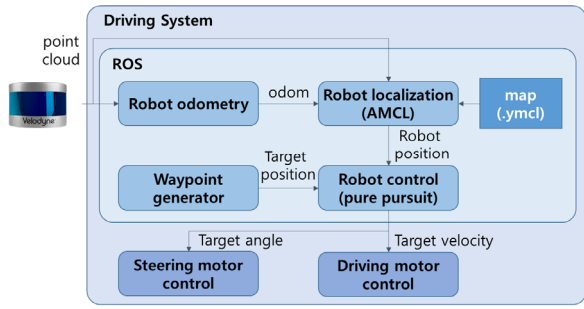 Driving System
point
cloud
ROS
Velodyne
Robot odometry
odom
Robot localization
(AMCL)
map
(.ymcl)
Robot
position
Waypoint
generator
Target
position
Robot control
(pure pursuit)
Target angle
Target velocity
Steering motor
control
Driving motor
control